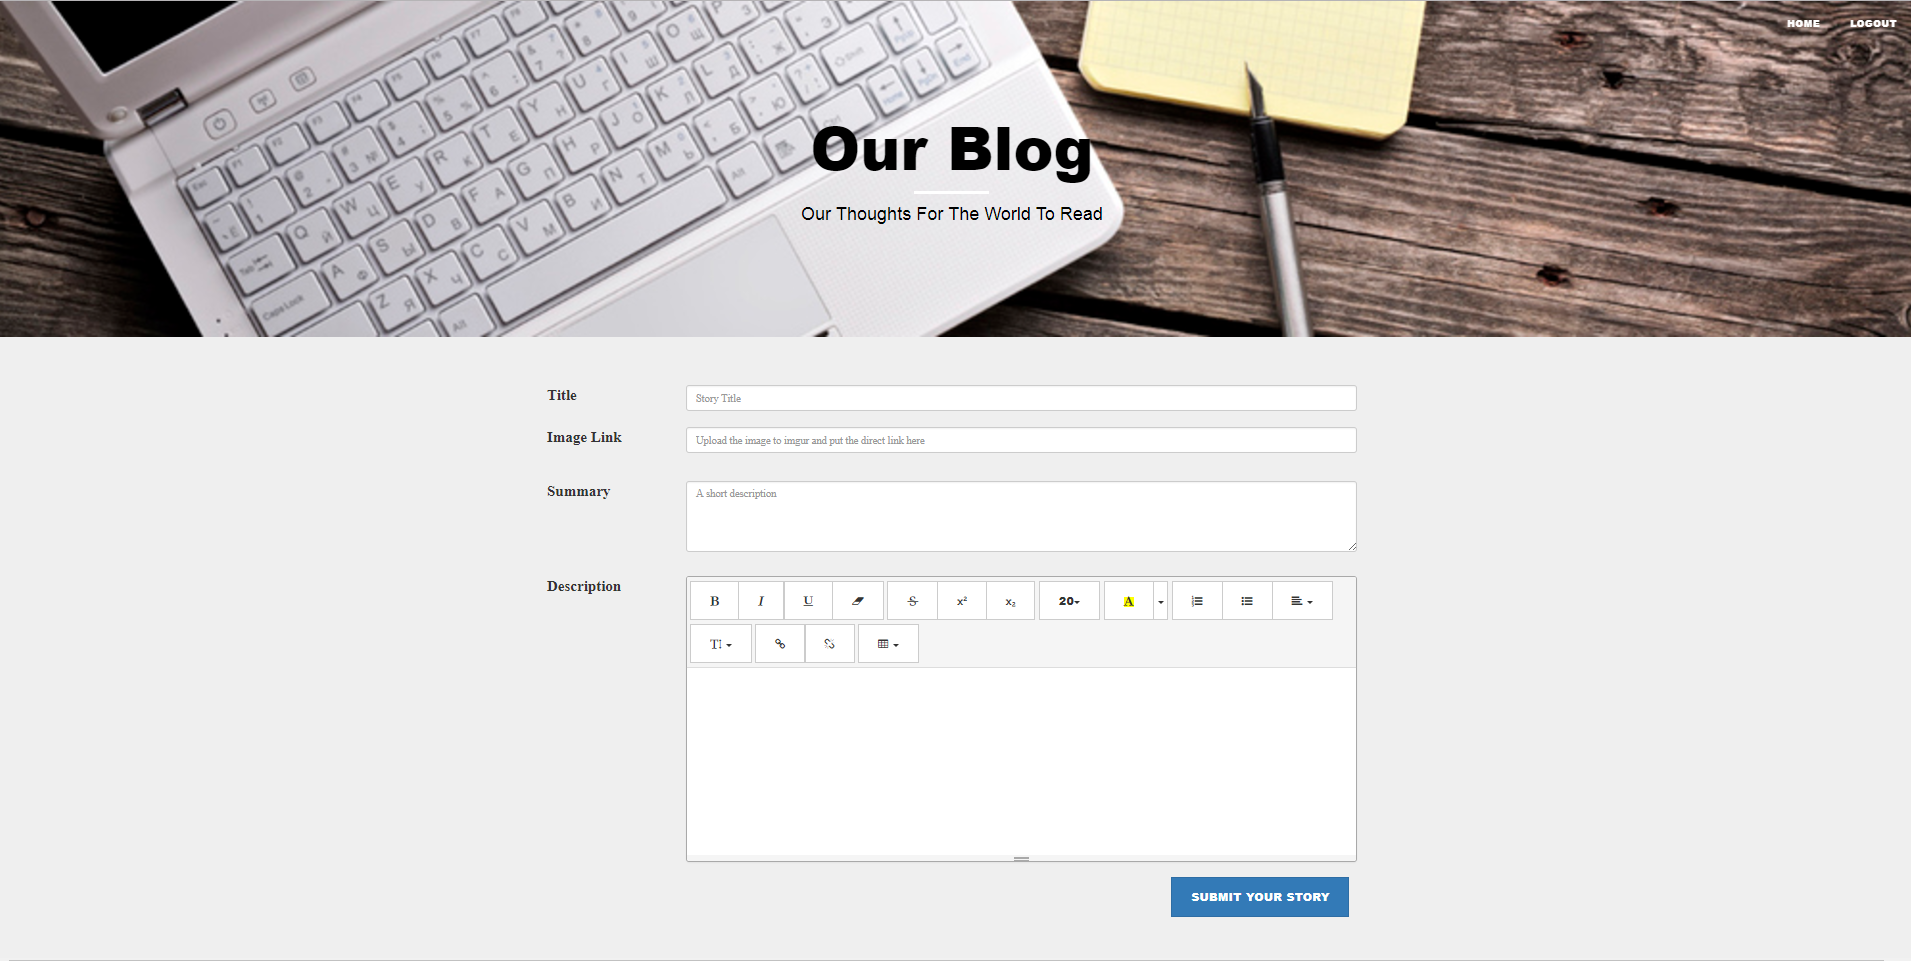 HOME LOGOUT
Our Blog
Our Thoughts For The World To Read
Title
Story Title
Image Link
Upload the image to imgur and put the direct link here
Summary
A short description
Description
B I U S x² x₂ 20 A
T
SUBMIT YOUR STORY